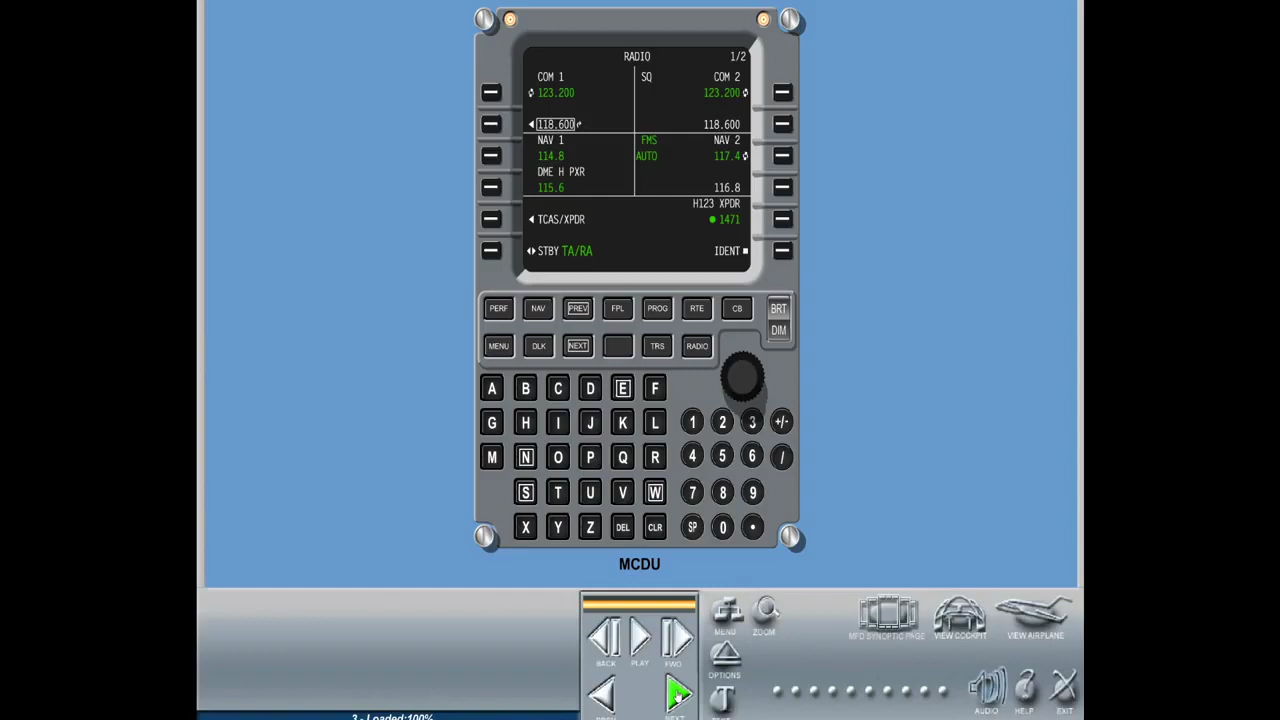 RADIO 1/2
COM 1 SQ COM 2
123.200 123.200
118.600 118.600
NAV 1 FMS NAV 2
114.8 AUTO 117.4
DME H PXR
115.6 116.8
H123 XPDR
TCAS/XPDR 1471
STBY TA/RA IDENT
PERF NAV PREV FPL PROG RTE CB BRT
DIM
MENU DLK NEXT TRS RADIO
A B C D E F
G H I J K L 1 2 3 +/-
M N O P Q R 4 5 6 /
S T U V W 7 8 9
X Y Z DEL CLR SP 0 •
MCDU
MENU ZOOM MFD SYNOPTIC PAGE VIEW COCKPIT VIEW AIRPLANE
BACK PLAY FWD
OPTIONS
AUDIO HELP EXIT
NEXT
3 - Loaded:100%